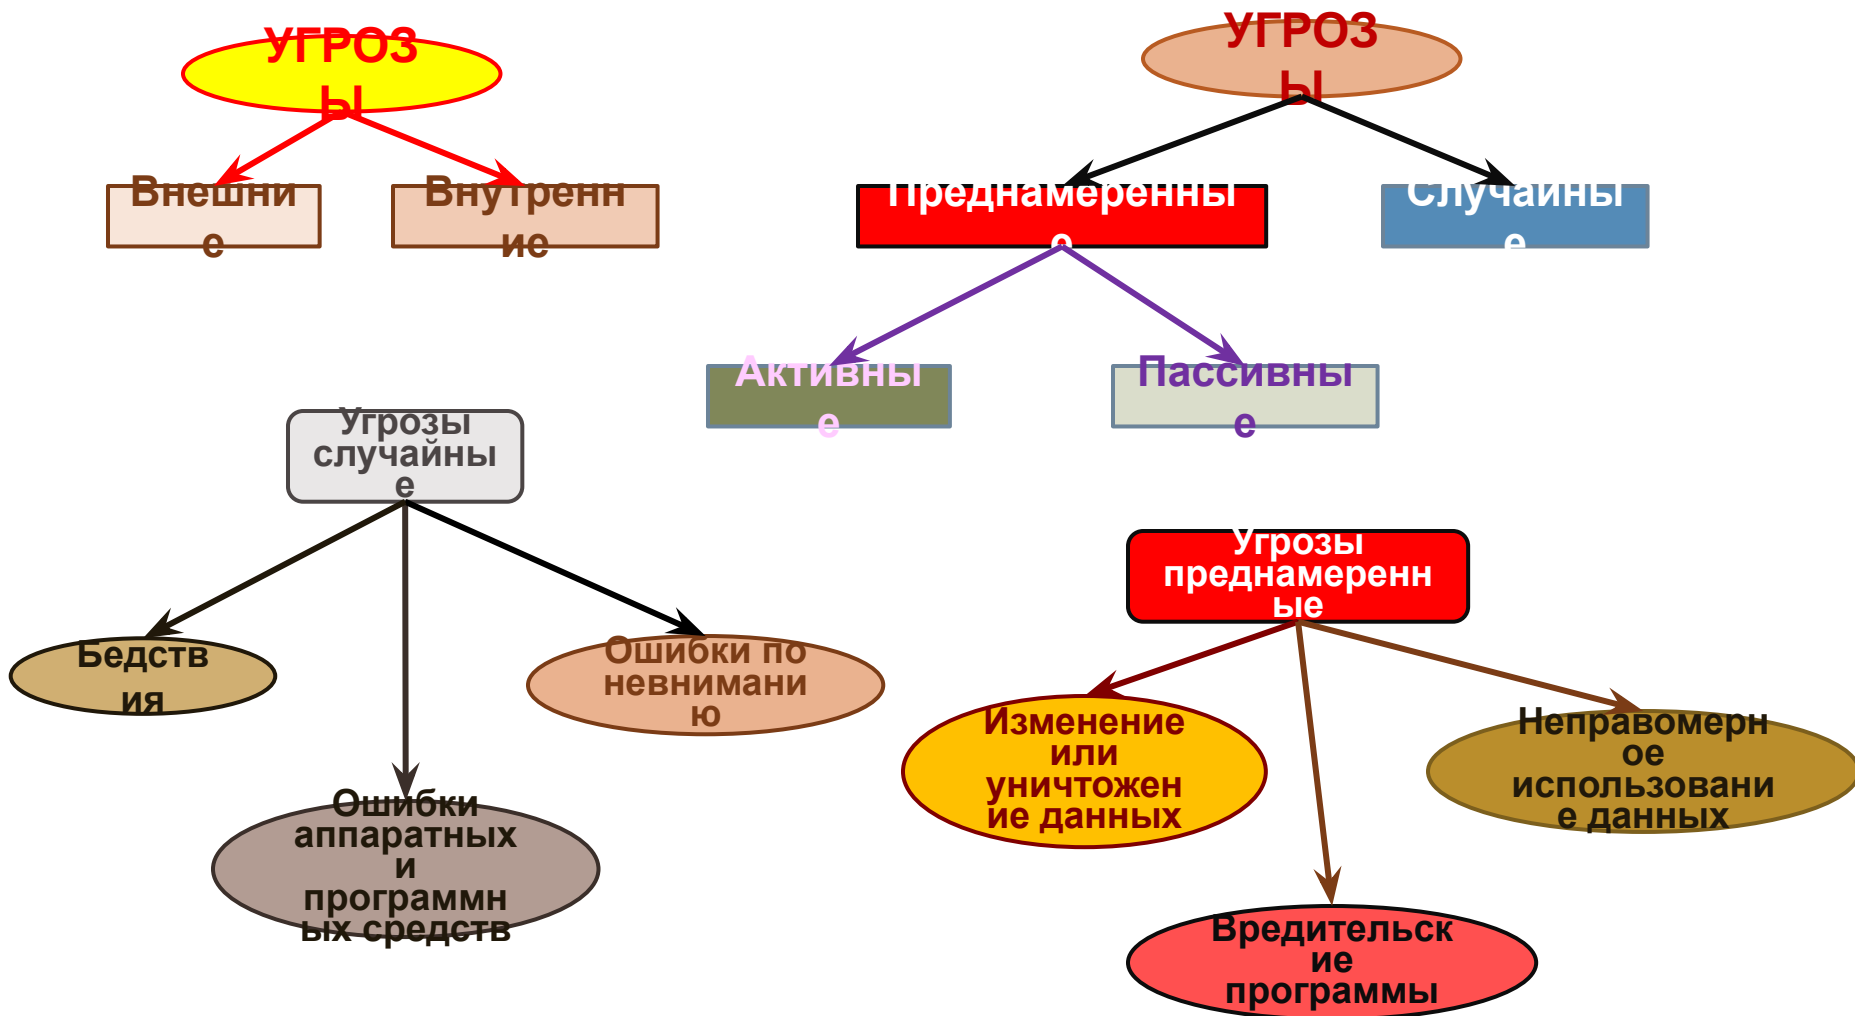 УГРОЗ
Ы
Внешни
е
Внутренн
ие
УГРОЗ
Ы
Преднамеренны
е
Случайны
е
Активны
е
Пассивны
е
Угрозы
случайны
е
Бедств
ия
Ошибки по
невнимани
ю
Ошибки
аппаратных
и
программн
ых средств
Угрозы
преднамеренн
ые
Изменение
или
уничтожен
ие данных
Неправомерн
ое
использовани
е данных
Вредительск
ие
программы